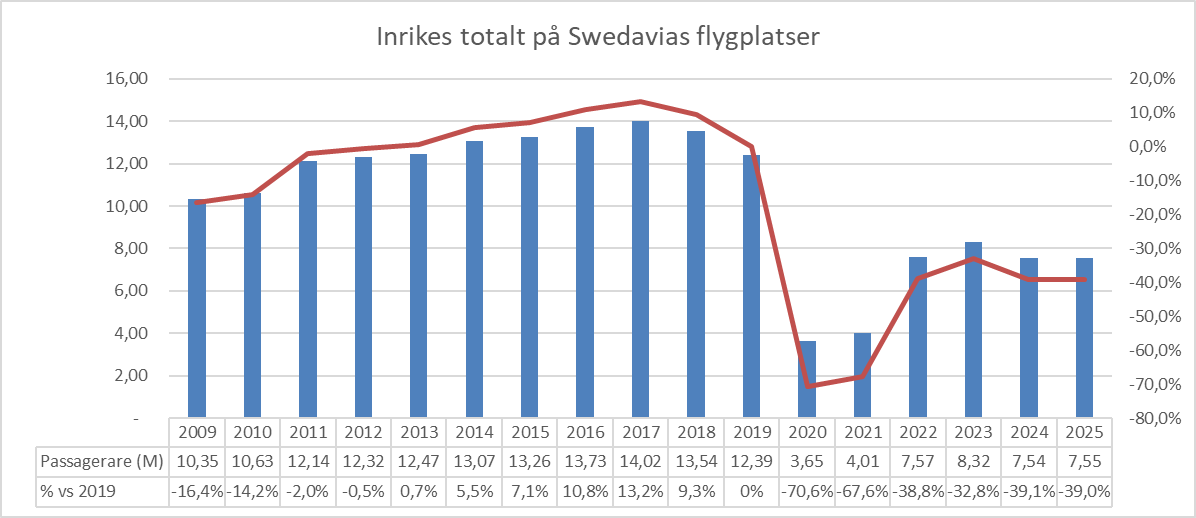 Inrikes totalt på Swedavias flygplatser
16,00 20,0%
14,00 10,0%
12,00 0,0%
10,00 -10,0%
8,00 -20,0%
6,00 -30,0%
4,00 -40,0%
2,00 -50,0%
- -60,0%
-70,0%
-80,0%
2009 2010 2011 2012 2013 2014 2015 2016 2017 2018 2019 2020 2021 2022 2023 2024 2025
Passagerare (M) 10,35 10,63 12,14 12,32 12,47 13,07 13,26 13,73 14,02 13,54 12,39 3,65 4,01 7,57 8,32 7,54 7,55
% vs 2019 -16,4% -14,2% -2,0% -0,5% 0,7% 5,5% 7,1% 10,8% 13,2% 9,3% 0% -70,6% -67,6% -38,8% -32,8% -39,1% -39,0%